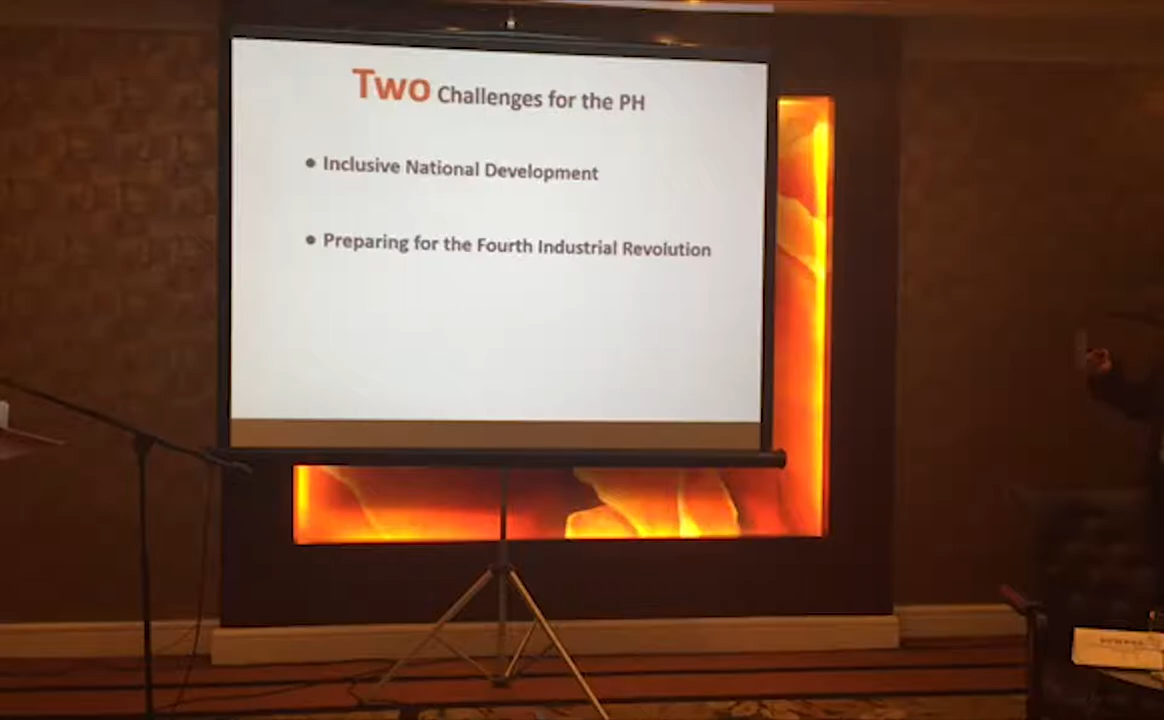 Two Challenges for the PH
• Inclusive National Development
• Preparing for the Fourth Industrial Revolution